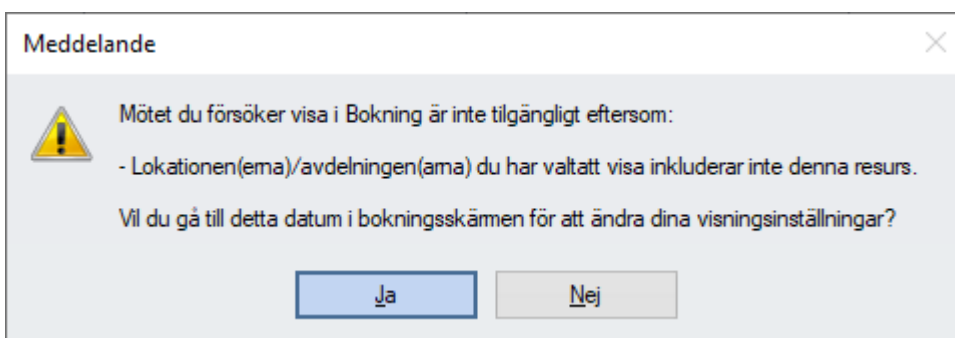 Meddelande
Mötet du försöker visa i Bokning är inte tilgängligt eftersom:
- Lokationen(erna)/avdelningen(arna) du har valtatt visa inkluderar inte denna resurs.
Vil du gå till detta datum i bokningsskärmen för att ändra dina visningsinställningar?
Ja
Nej